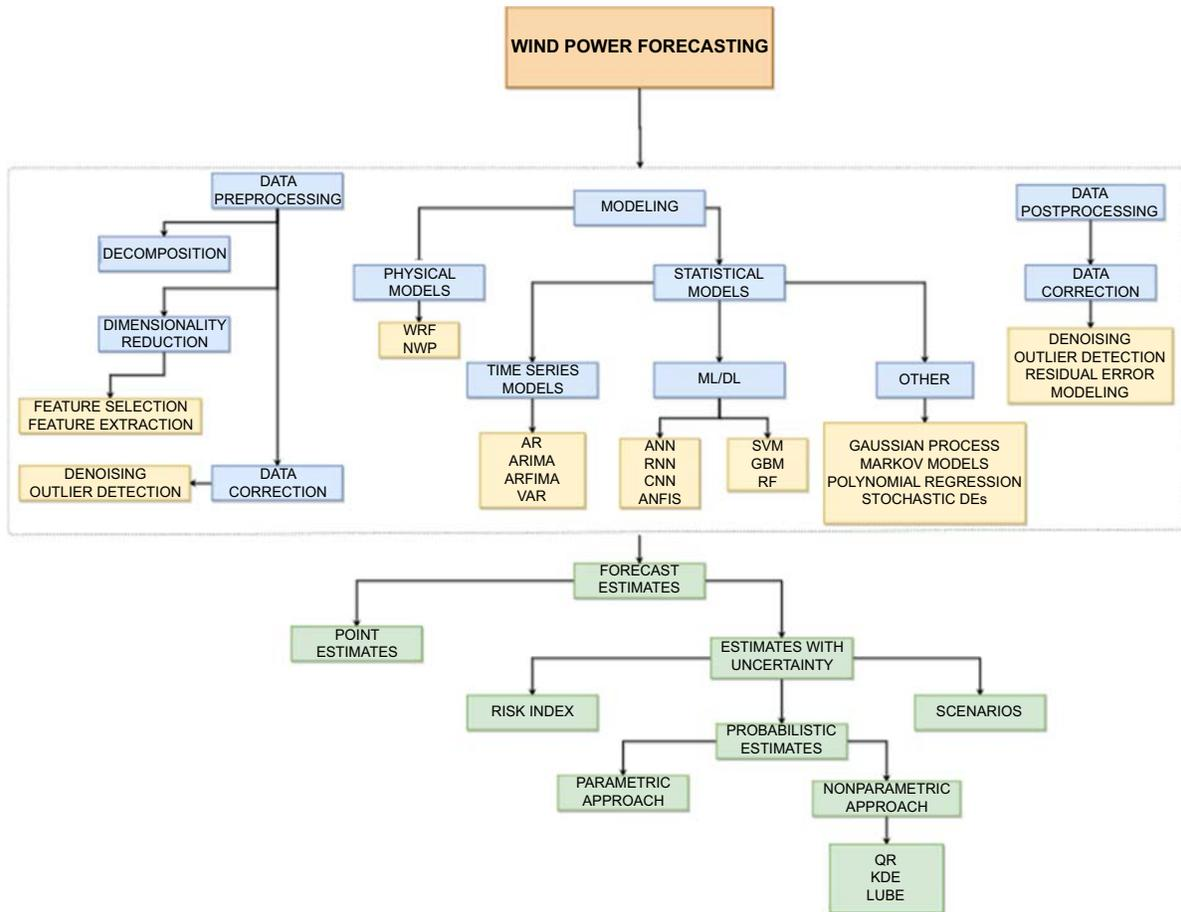 WIND POWER FORECASTING
DATA
PREPROCESSING
DECOMPOSITION
DIMENSIONALITY
REDUCTION
FEATURE SELECTION
FEATURE EXTRACTION
DENOISING
OUTLIER DETECTION
DATA
CORRECTION
MODELING
PHYSICAL
MODELS
WRF
NWP
STATISTICAL
MODELS
TIME SERIES
MODELS
AR
ARIMA
ARFIMA
VAR
ML/DL
ANN
RNN
CNN
ANFIS
SVM
GBM
RF
OTHER
GAUSSIAN PROCESS
MARKOV MODELS
POLYNOMIAL REGRESSION
STOCHASTIC DEs
DATA
POSTPROCESSING
DATA
CORRECTION
DENOISING
OUTLIER DETECTION
RESIDUAL ERROR
MODELING
FORECAST
ESTIMATES
POINT
ESTIMATES
ESTIMATES WITH
UNCERTAINTY
RISK INDEX
SCENARIOS
PROBABILISTIC
ESTIMATES
PARAMETRIC
APPROACH
NONPARAMETRIC
APPROACH
QR
KDE
LUBE